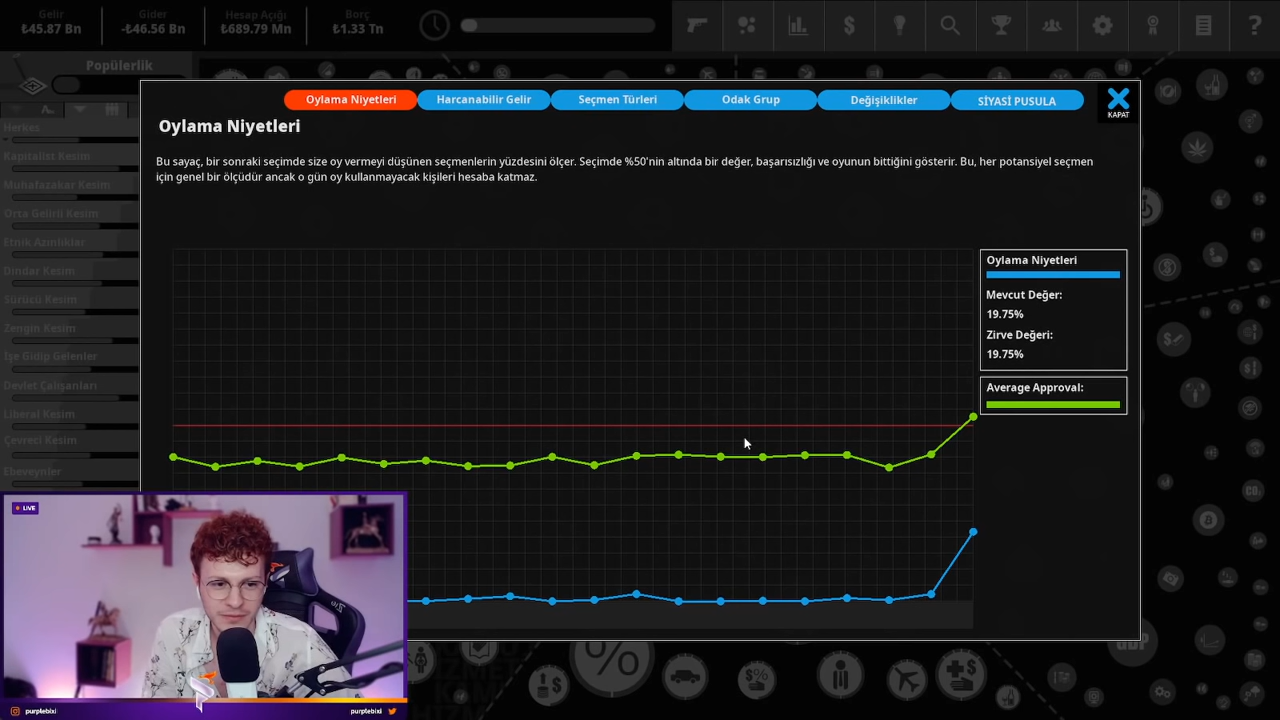 Gelir
₺45.87 Bn
Gider
-₺46.56 Bn
Hesap Açığı
₺689.79 Mn
Borç
₺1.33 Tn
?
Popülerlik
Oylama Niyetleri
Harcanabilir Gelir
Seçmen Türleri
Odak Grup
Değişiklikler
SİYASİ PUSULA
KAPAT
Oylama Niyetleri
Bu sayaç, bir sonraki seçimde size oy vermeyi düşünen seçmenlerin yüzdesini ölçer. Seçimde %50'nin altında bir değer, başarısızlığı ve oyunun bittiğini gösterir. Bu, her potansiyel seçmen
için genel bir ölçüdür ancak o gün oy kullanmayacak kişileri hesaba katmaz.
Herkes
Kapitalist Kesim
Muhafazakar Kesim
Orta Gelirli Kesim
Etnik Azınlıklar
Dindar Kesim
Sürücü Kesim
Zengin Kesim
İşe Gidip Gelenler
Devlet Çalışanları
Liberal Kesim
Çevreci Kesim
Ebeveynler
Oylama Niyetleri
Mevcut Değer:
19.75%
Zirve Değeri:
19.75%
Average Approval:
LIVE
purplebixi
purplebixi